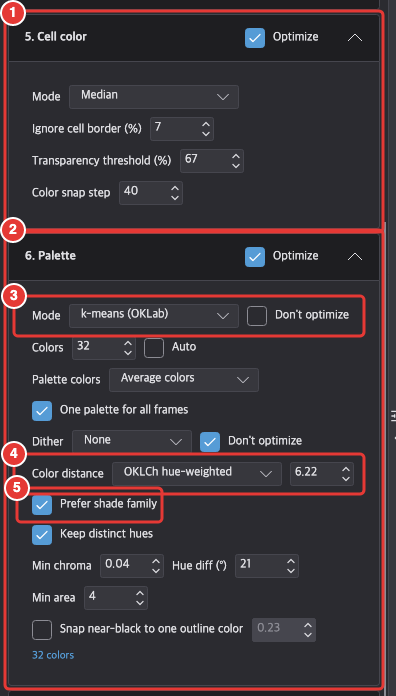 1
5. Cell color Optimize
Mode Median
Ignore cell border (%) 7
Transparency threshold (%) 67
Color snap step 40
2
6. Palette Optimize
3
Mode k-means (OKLab) Don't optimize
Colors 32 Auto
Palette colors Average colors
One palette for all frames
Dither None Don't optimize
4
Color distance OKLCh hue-weighted 6.22
5
Prefer shade family
Keep distinct hues
Min chroma 0.04 Hue diff (°) 21
Min area 4
Snap near-black to one outline color 0.23
32 colors